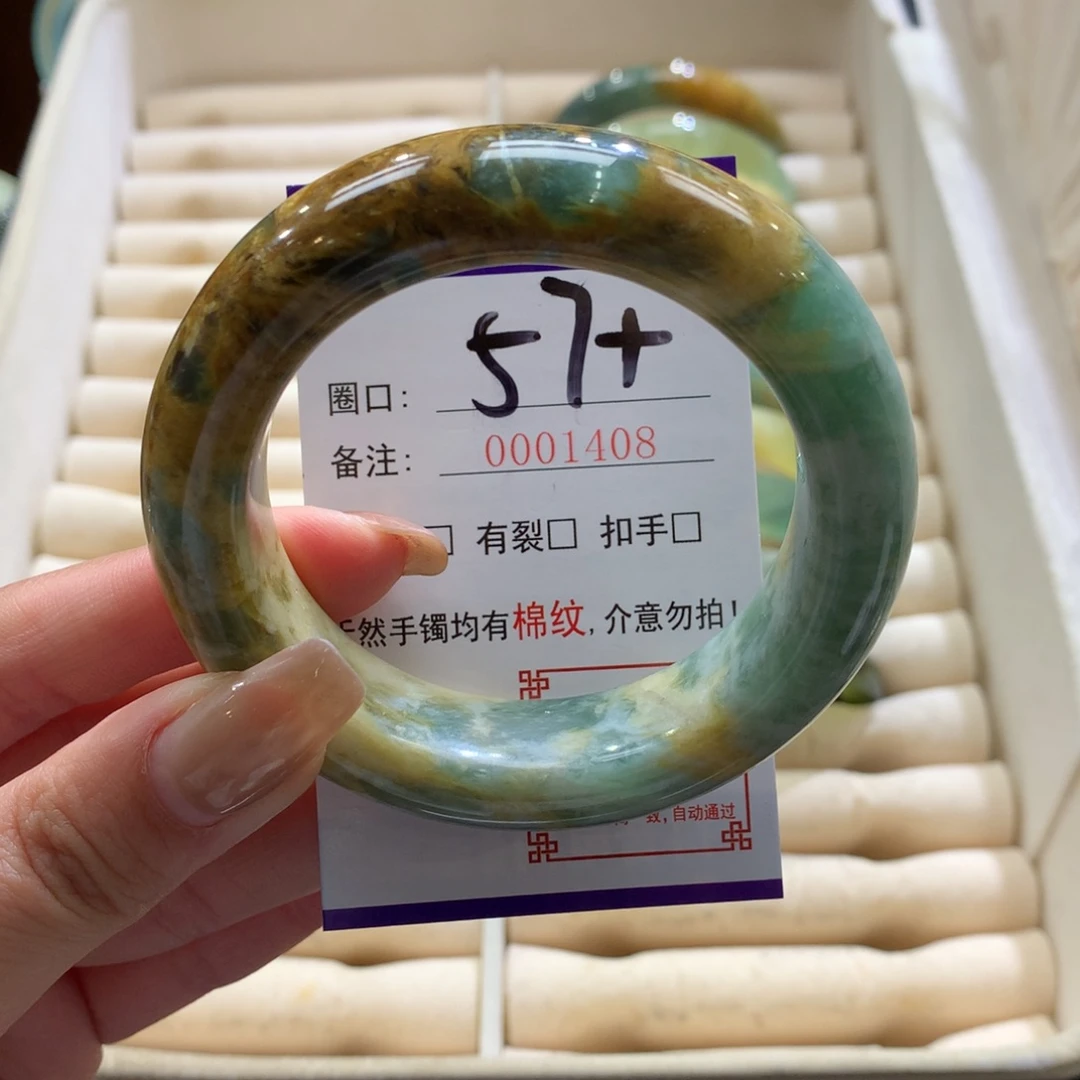 圈口: 57+
备注: 0001408
□ 有裂□ 扣手□
然手镯均有棉纹,介意勿拍!
致,自动通过